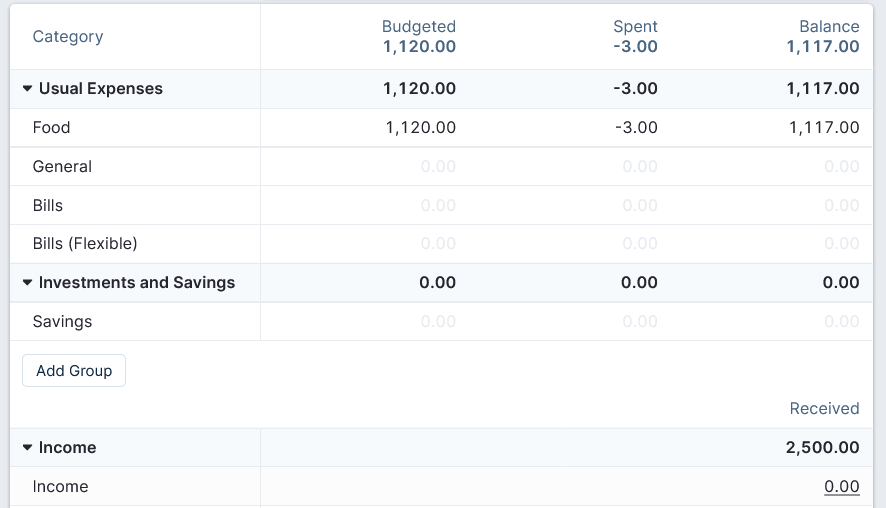 Category Budgeted Spent Balance
1,120.00 -3.00 1,117.00
Usual Expenses 1,120.00 -3.00 1,117.00
Food 1,120.00 -3.00 1,117.00
General 0.00 0.00 0.00
Bills 0.00 0.00 0.00
Bills (Flexible) 0.00 0.00 0.00
Investments and Savings 0.00 0.00 0.00
Savings 0.00 0.00 0.00
Add Group
Received
Income 2,500.00
Income 0.00